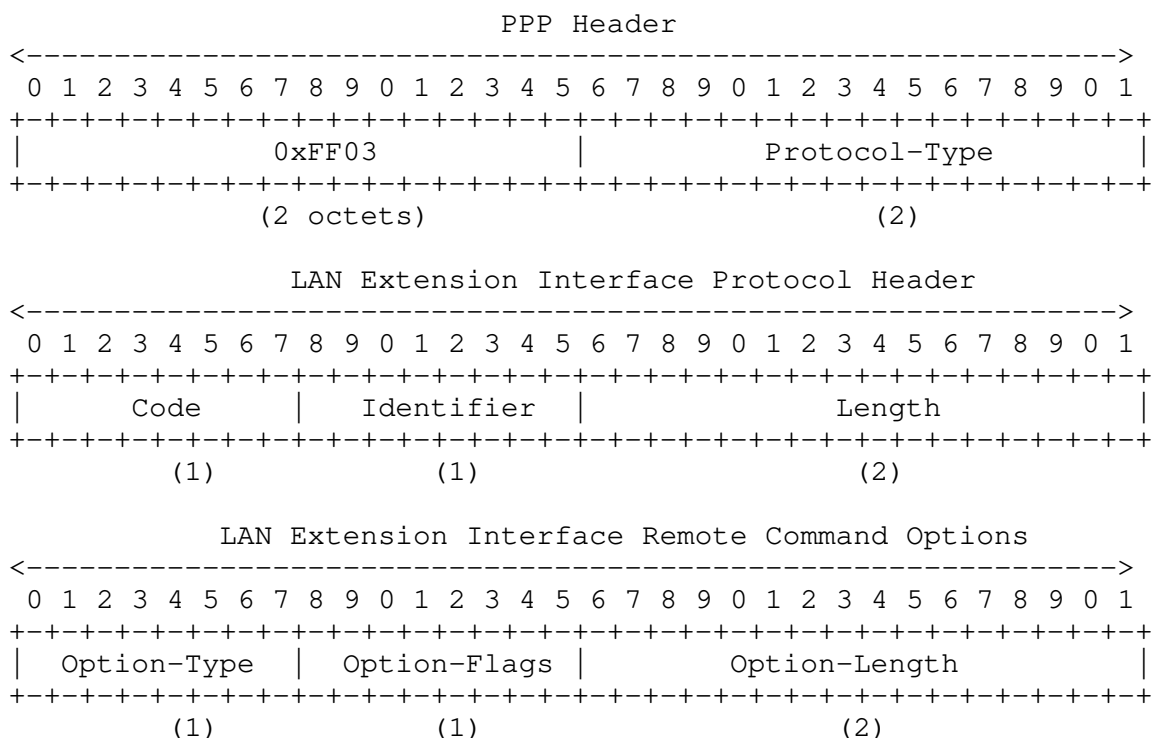 PPP Header
<------------------------------------------------------------->
0 1 2 3 4 5 6 7 8 9 0 1 2 3 4 5 6 7 8 9 0 1 2 3 4 5 6 7 8 9 0 1
+-+-+-+-+-+-+-+-+-+-+-+-+-+-+-+-+-+-+-+-+-+-+-+-+-+-+-+-+-+-+-+-+
| 0xFF03 | Protocol-Type |
+-+-+-+-+-+-+-+-+-+-+-+-+-+-+-+-+-+-+-+-+-+-+-+-+-+-+-+-+-+-+-+-+
(2 octets) (2)
LAN Extension Interface Protocol Header
<------------------------------------------------------------->
0 1 2 3 4 5 6 7 8 9 0 1 2 3 4 5 6 7 8 9 0 1 2 3 4 5 6 7 8 9 0 1
+-+-+-+-+-+-+-+-+-+-+-+-+-+-+-+-+-+-+-+-+-+-+-+-+-+-+-+-+-+-+-+-+
| Code | Identifier | Length |
+-+-+-+-+-+-+-+-+-+-+-+-+-+-+-+-+-+-+-+-+-+-+-+-+-+-+-+-+-+-+-+-+
(1) (1) (2)
LAN Extension Interface Remote Command Options
<------------------------------------------------------------->
0 1 2 3 4 5 6 7 8 9 0 1 2 3 4 5 6 7 8 9 0 1 2 3 4 5 6 7 8 9 0 1
+-+-+-+-+-+-+-+-+-+-+-+-+-+-+-+-+-+-+-+-+-+-+-+-+-+-+-+-+-+-+-+-+
| Option-Type | Option-Flags | Option-Length |
+-+-+-+-+-+-+-+-+-+-+-+-+-+-+-+-+-+-+-+-+-+-+-+-+-+-+-+-+-+-+-+-+
(1) (1) (2)